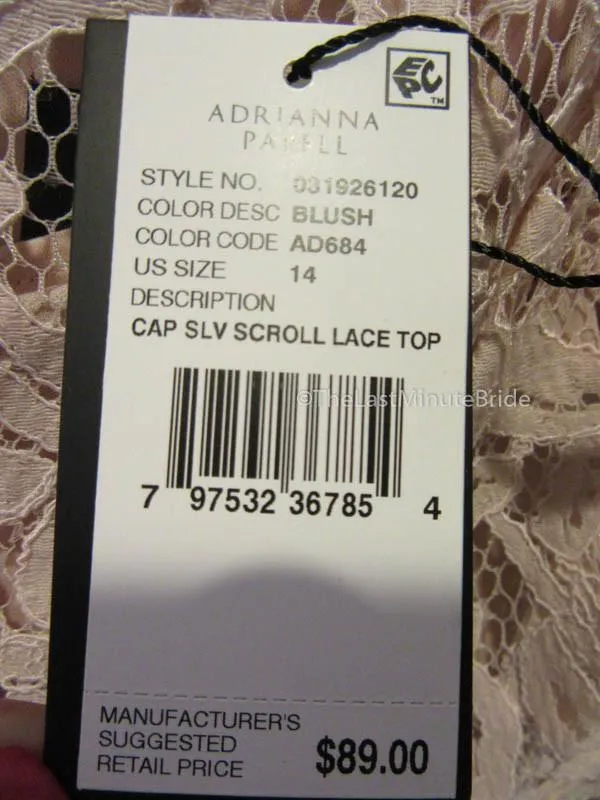 EPC™
ADRIANNA
PAPELL
STYLE NO. 031926120
COLOR DESC BLUSH
COLOR CODE AD684
US SIZE 14
DESCRIPTION
CAP SLV SCROLL LACE TOP
©TheLastMinuteBride
7 97532 36785 4
MANUFACTURER'S
SUGGESTED
RETAIL PRICE $89.00